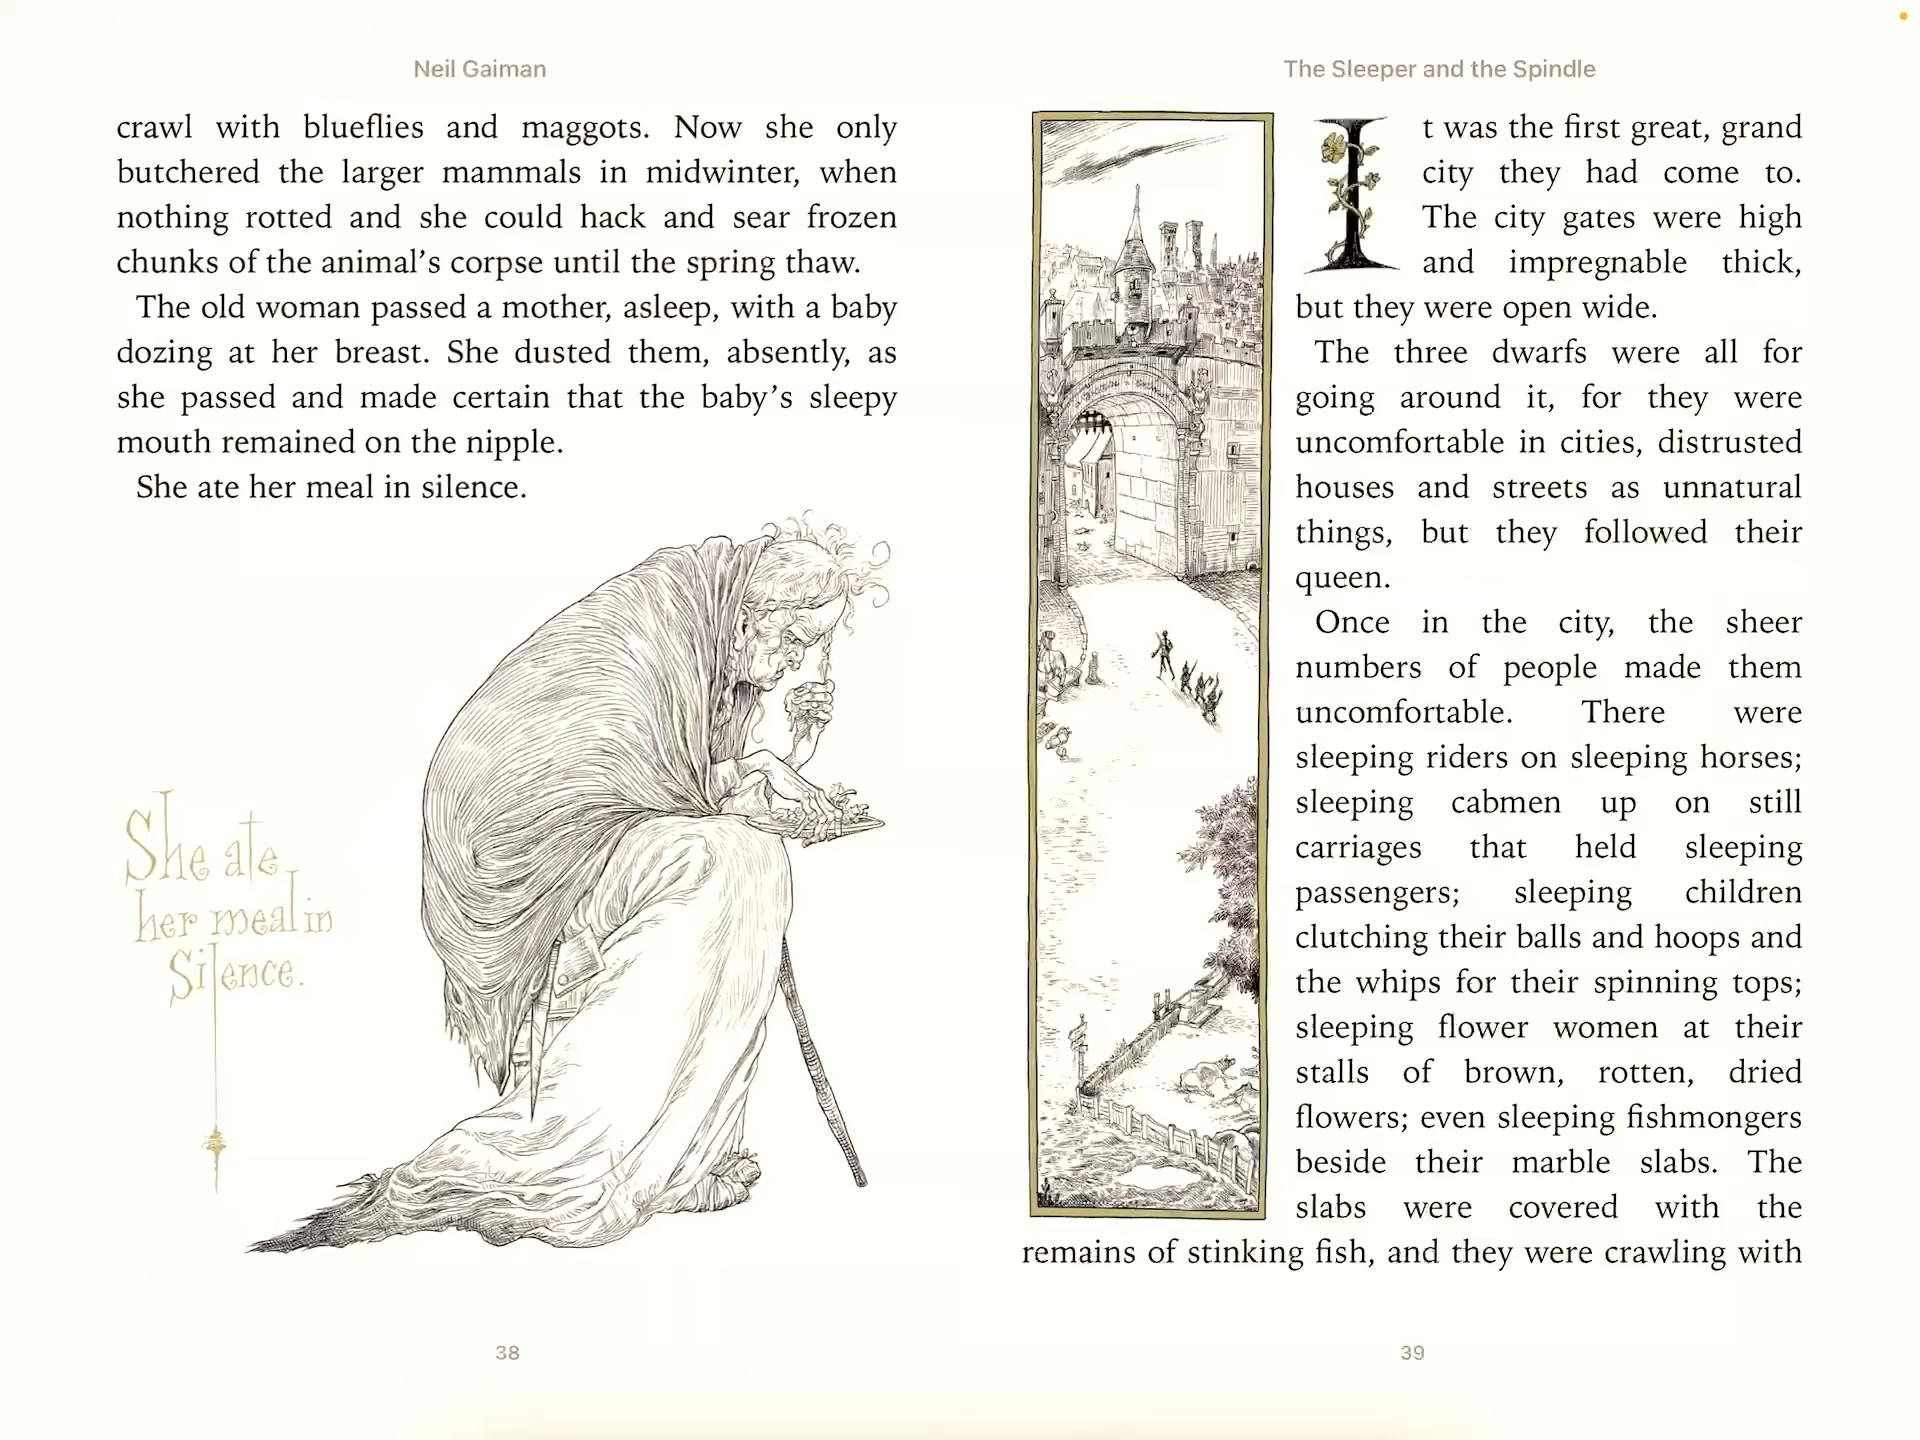 Neil Gaiman
crawl with blueflies and maggots. Now she only
butchered the larger mammals in midwinter, when
nothing rotted and she could hack and sear frozen
chunks of the animal’s corpse until the spring thaw.
The old woman passed a mother, asleep, with a baby
dozing at her breast. She dusted them, absently, as
she passed and made certain that the baby’s sleepy
mouth remained on the nipple.
She ate her meal in silence.
She ate
her meal in
Silence.
38
The Sleeper and the Spindle
It was the first great, grand
city they had come to.
The city gates were high
and impregnable thick,
but they were open wide.
The three dwarfs were all for
going around it, for they were
uncomfortable in cities, distrusted
houses and streets as unnatural
things, but they followed their
queen.
Once in the city, the sheer
numbers of people made them
uncomfortable. There were
sleeping riders on sleeping horses;
sleeping cabmen up on still
carriages that held sleeping
passengers; sleeping children
clutching their balls and hoops and
the whips for their spinning tops;
sleeping flower women at their
stalls of brown, rotten, dried
flowers; even sleeping fishmongers
beside their marble slabs. The
slabs were covered with the
remains of stinking fish, and they were crawling with
39